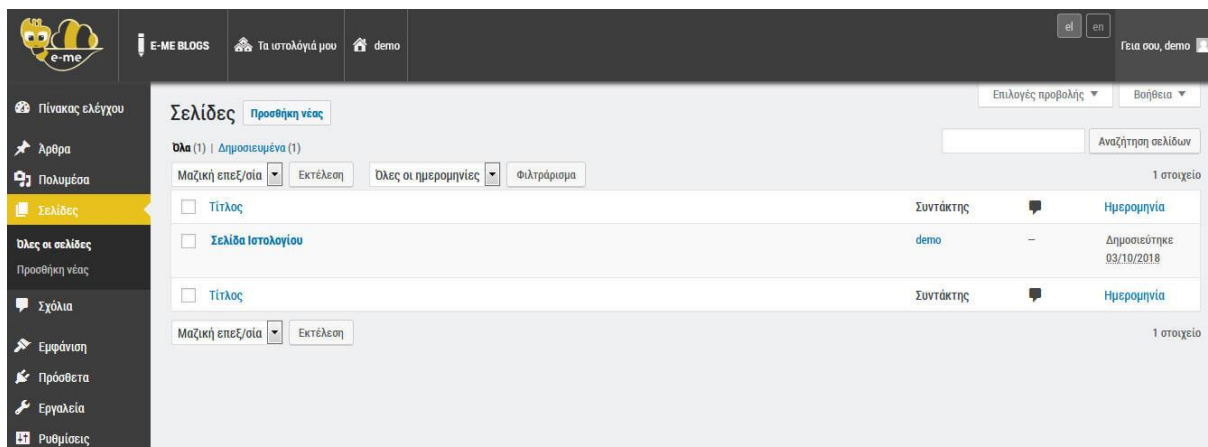 e-me
E-ME BLOGS Τα ιστολόγιά μου demo
el en
Γεια σου, demo
Πίνακας ελέγχου
Άρθρα
Πολυμέσα
Σελίδες
Όλες οι σελίδες
Προσθήκη νέας
Σχόλια
Εμφάνιση
Πρόσθετα
Εργαλεία
Ρυθμίσεις
Επιλογές προβολής Βοήθεια
Σελίδες Προσθήκη νέας
Όλα (1) | Δημοσιευμένα (1)
Αναζήτηση σελίδων
Μαζική επεξ/σία Εκτέλεση Όλες οι ημερομηνίες Φιλτράρισμα 1 στοιχείο
Τίτλος Συντάκτης Ημερομηνία
Σελίδα Ιστολογίου demo — Δημοσιεύτηκε
03/10/2018
Τίτλος Συντάκτης Ημερομηνία
Μαζική επεξ/σία Εκτέλεση 1 στοιχείο